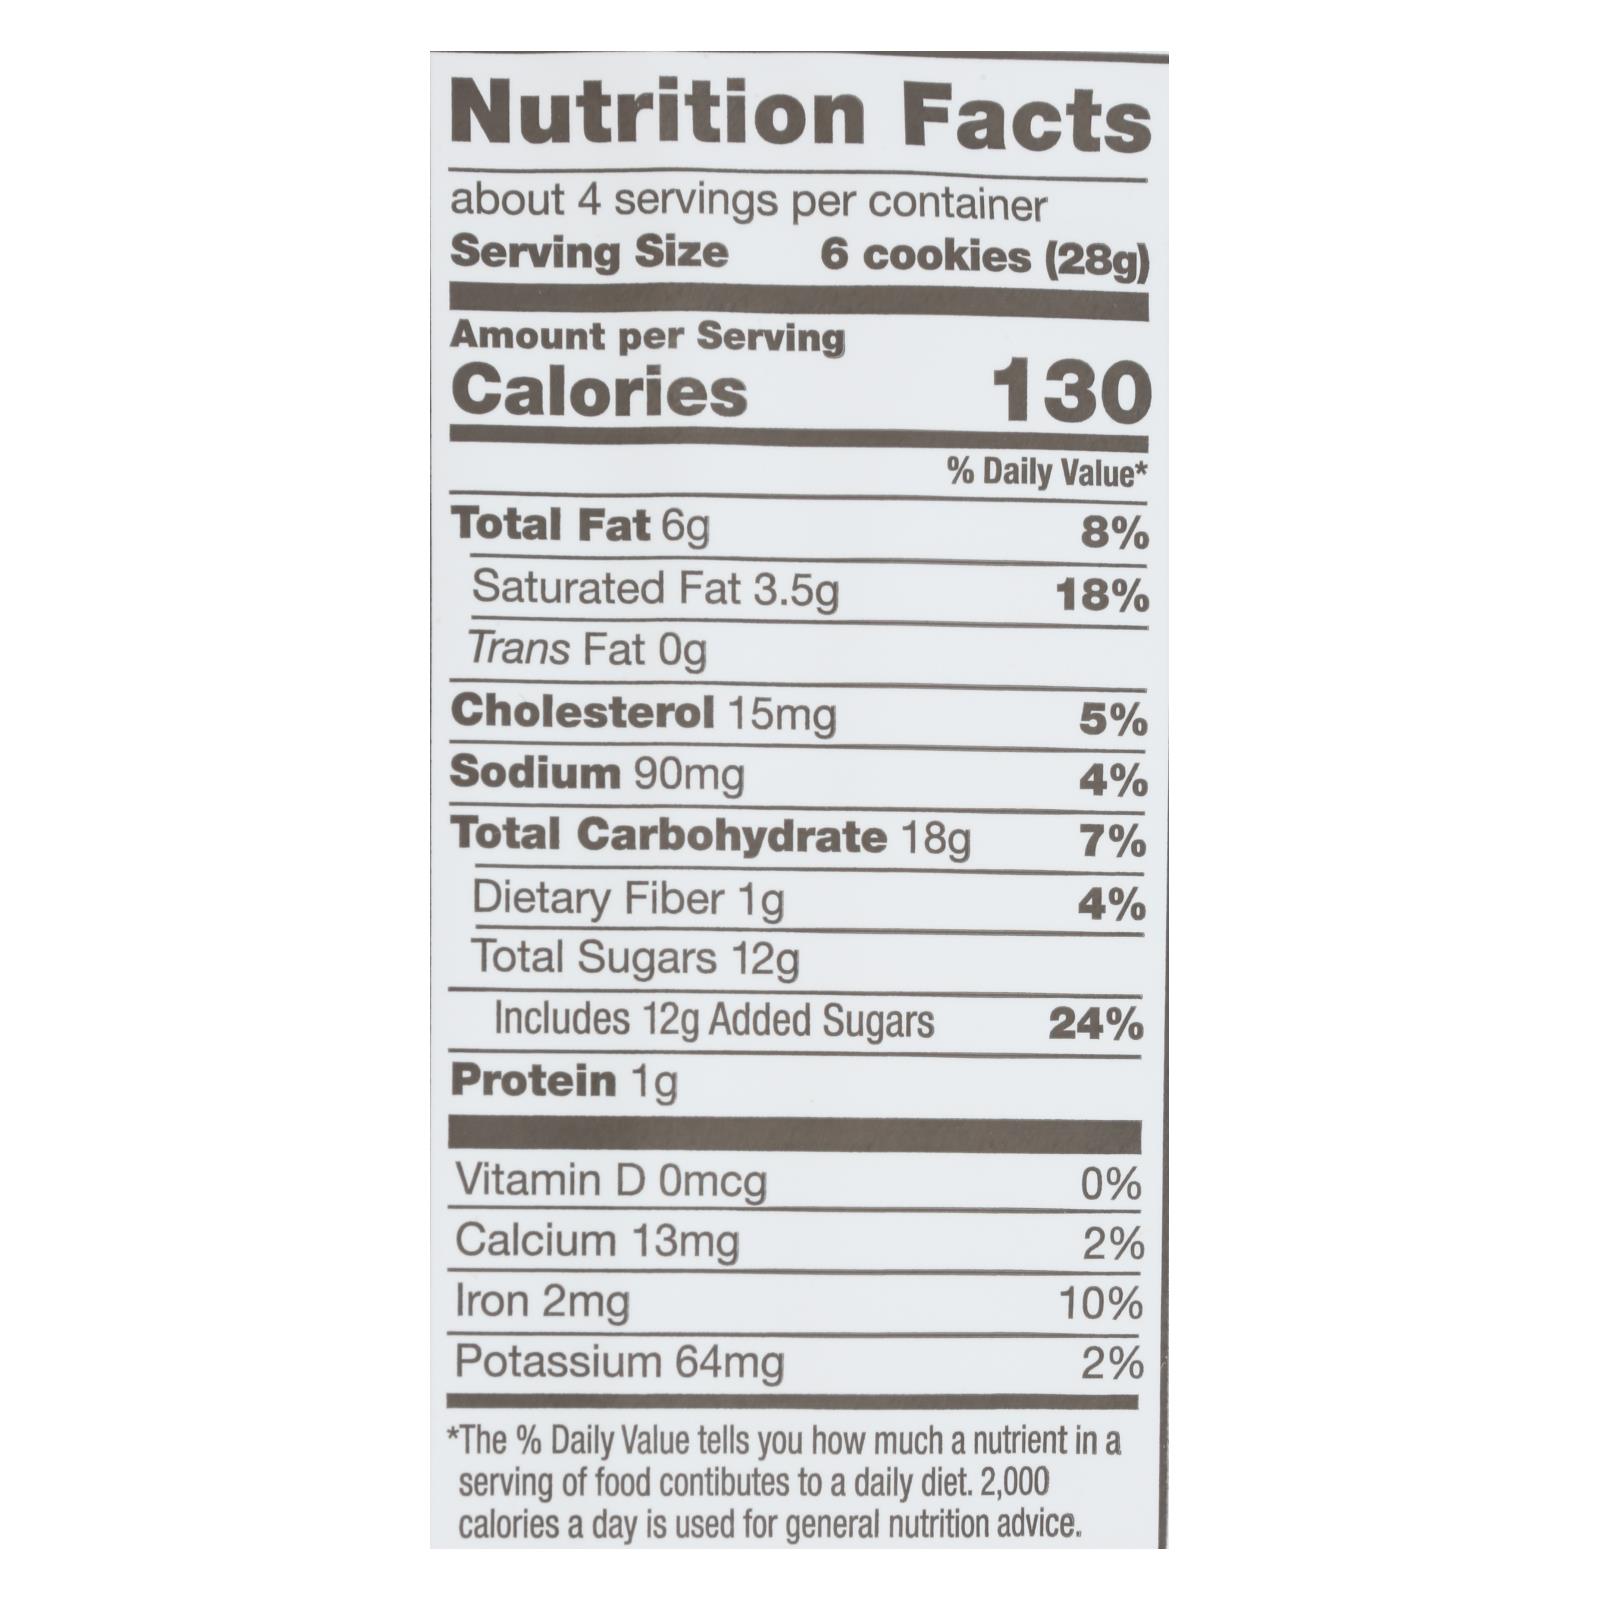 Nutrition Facts
about 4 servings per container
Serving Size 6 cookies (28g)
Amount per Serving
Calories 130
% Daily Value*
Total Fat 6g 8%
Saturated Fat 3.5g 18%
Trans Fat 0g
Cholesterol 15mg 5%
Sodium 90mg 4%
Total Carbohydrate 18g 7%
Dietary Fiber 1g 4%
Total Sugars 12g
Includes 12g Added Sugars 24%
Protein 1g
Vitamin D 0mcg 0%
Calcium 13mg 2%
Iron 2mg 10%
Potassium 64mg 2%
*The % Daily Value tells you how much a nutrient in a
serving of food contibutes to a daily diet. 2,000
calories a day is used for general nutrition advice.